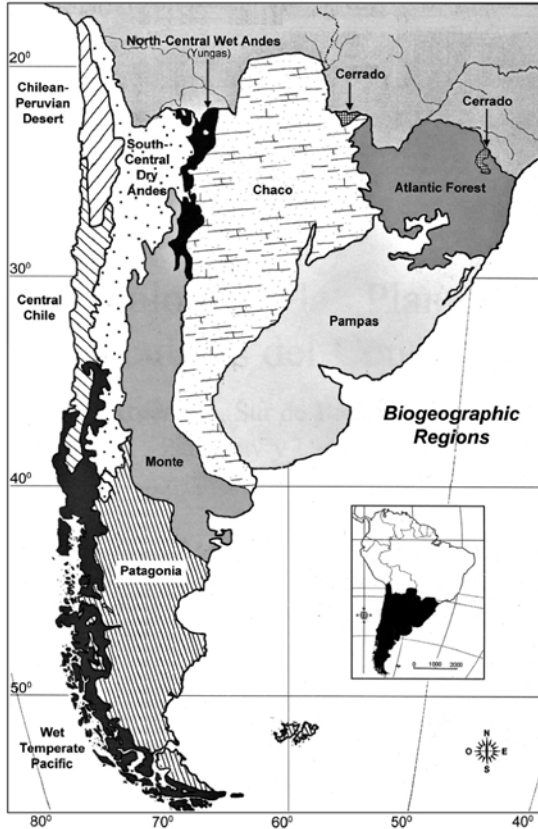 20°
North-Central Wet Andes
(Yungas)
Cerrado
Chilean-
Peruvian
Desert
Cerrado
South-
Central
Dry
Andes
Chaco
Atlantic Forest
30°
Central
Chile
Pampas
Biogeographic
Regions
Monte
40°
Patagonia
0 1000 2000
50°
Wet
Temperate
Pacific
N
O E
S
80° 70° 60° 50° 40°